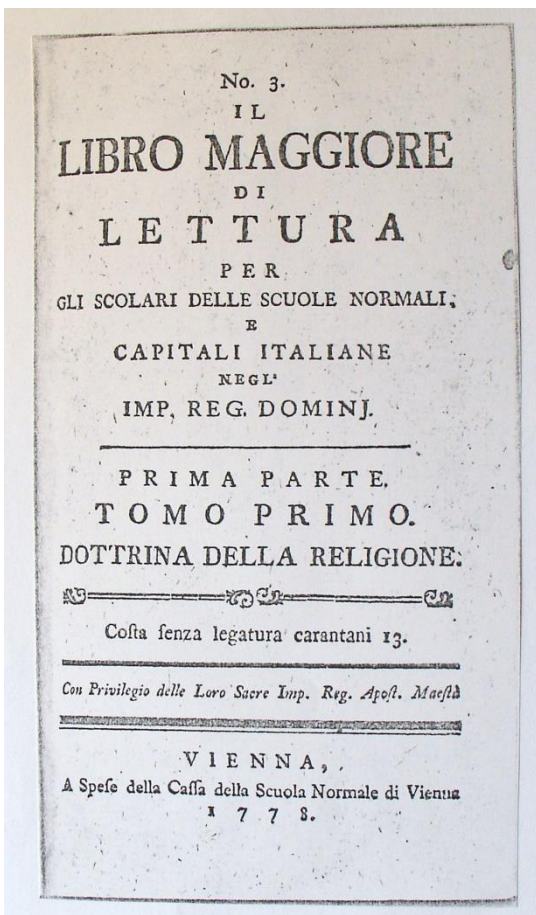 No. 3.
IL
LIBRO MAGGIORE
DI
LETTURA
PER
GLI SCOLARI DELLE SCUOLE NORMALI,
E
CAPITALI ITALIANE
NEGL'
IMP. REG. DOMINJ.
PRIMA PARTE.
TOMO PRIMO.
DOTTRINA DELLA RELIGIONE.
Coſta ſenza legatura carantani 13.
Con Privilegio delle Loro Sacre Imp. Reg. Apoſt. Maeſtà
VIENNA,
A Speſe della Caſſa della Scuola Normale di Vienna
1778.